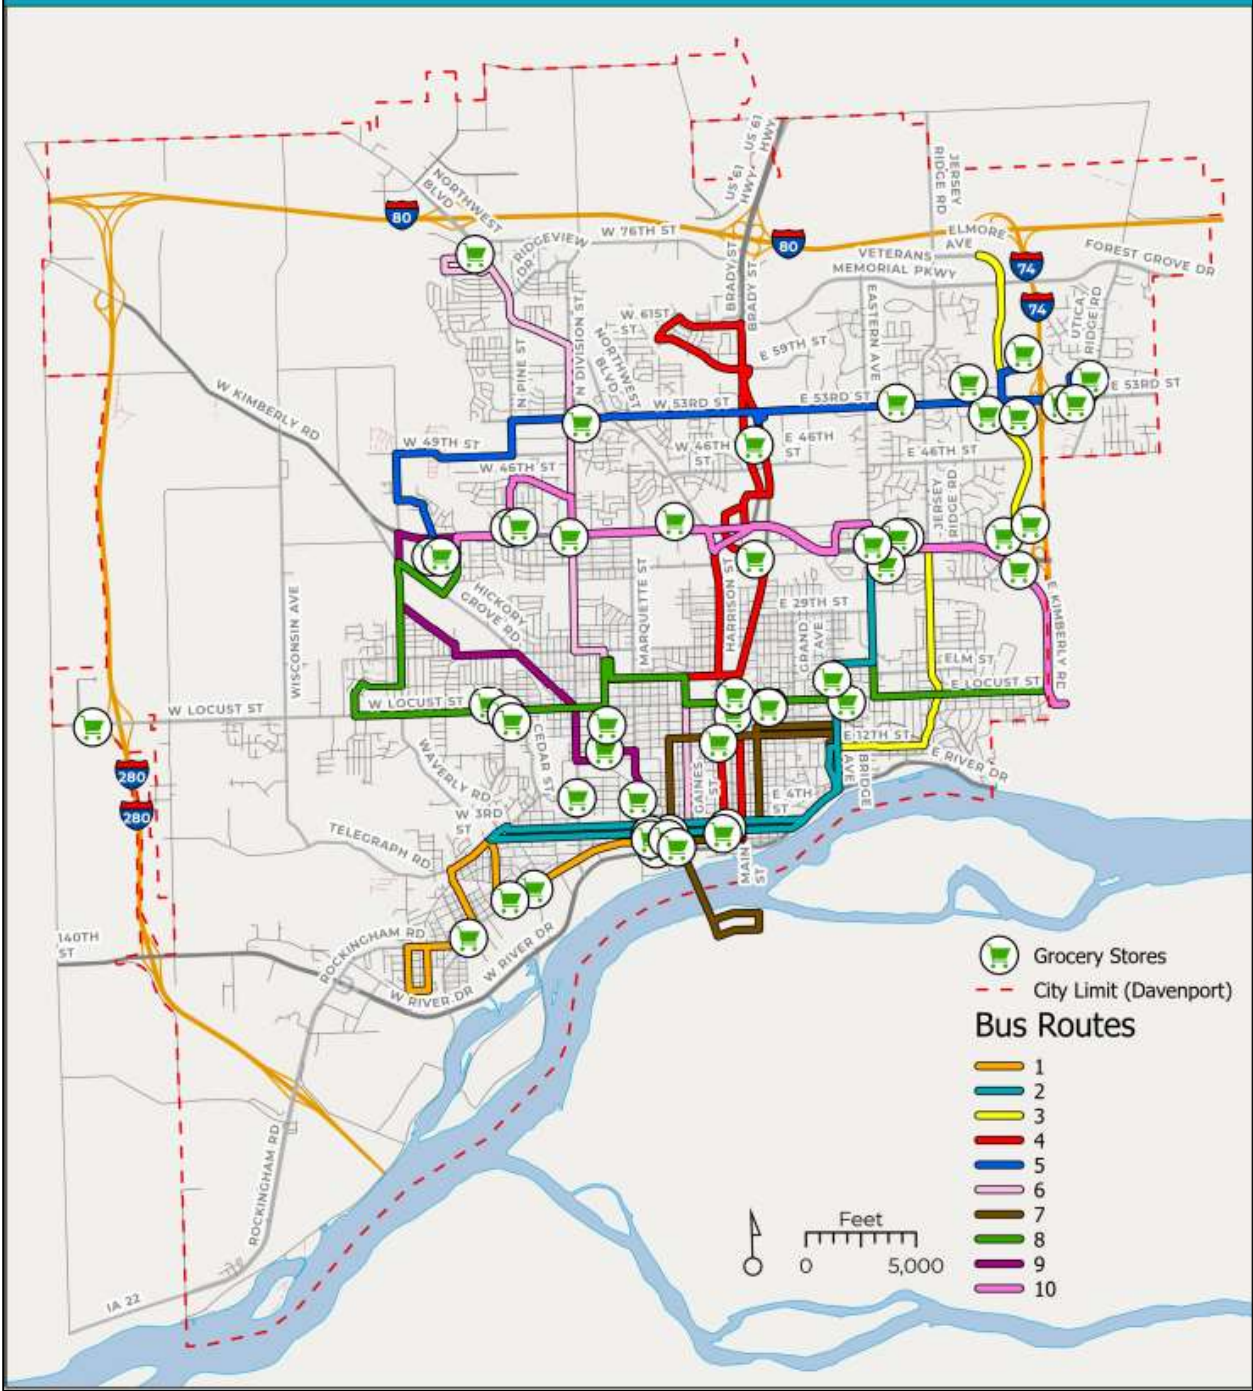 US 61
HWY
US 61
HWY
JERSEY
RIDGE RD
NORTHWEST
BLVD
80
RIDGEVIEW
DR
W 76TH ST
80
BRADY ST
BRADY ST
ELMORE
AVE
VETERANS
MEMORIAL PKWY
74
FOREST GROVE DR
74
UTICA
RIDGE RD
EASTERN AVE
W 61ST
ST
E 59TH ST
N PINE ST
N DIVISION ST
NORTHWEST
BLVD
W KIMBERLY RD
W 53RD ST
E 53RD ST
E 53RD ST
W 49TH ST
W 46TH ST
W 46TH
ST
E 46TH
ST
E 46TH ST
JERSEY
RIDGE RD
WISCONSIN AVE
HICKORY
GROVE RD
MARQUETTE ST
HARRISON ST
E 29TH ST
GRAND
AVE
E KIMBERLY RD
ELM ST
E LOCUST ST
W LOCUST ST
W LOCUST ST
280
280
WAVERLY RD
CEDAR ST
GAINES
ST
E 12TH ST
E RIVER DR
BRIDGE
AVE
E 4TH
ST
W 3RD
ST
TELEGRAPH RD
MAIN
ST
140TH
ST
ROCKINGHAM RD
W RIVER DR
W RIVER DR
ROCKINGHAM RD
IA 22
Grocery Stores
City Limit (Davenport)
Bus Routes
1
2
3
4
5
6
7
8
9
10
Feet
0
5,000